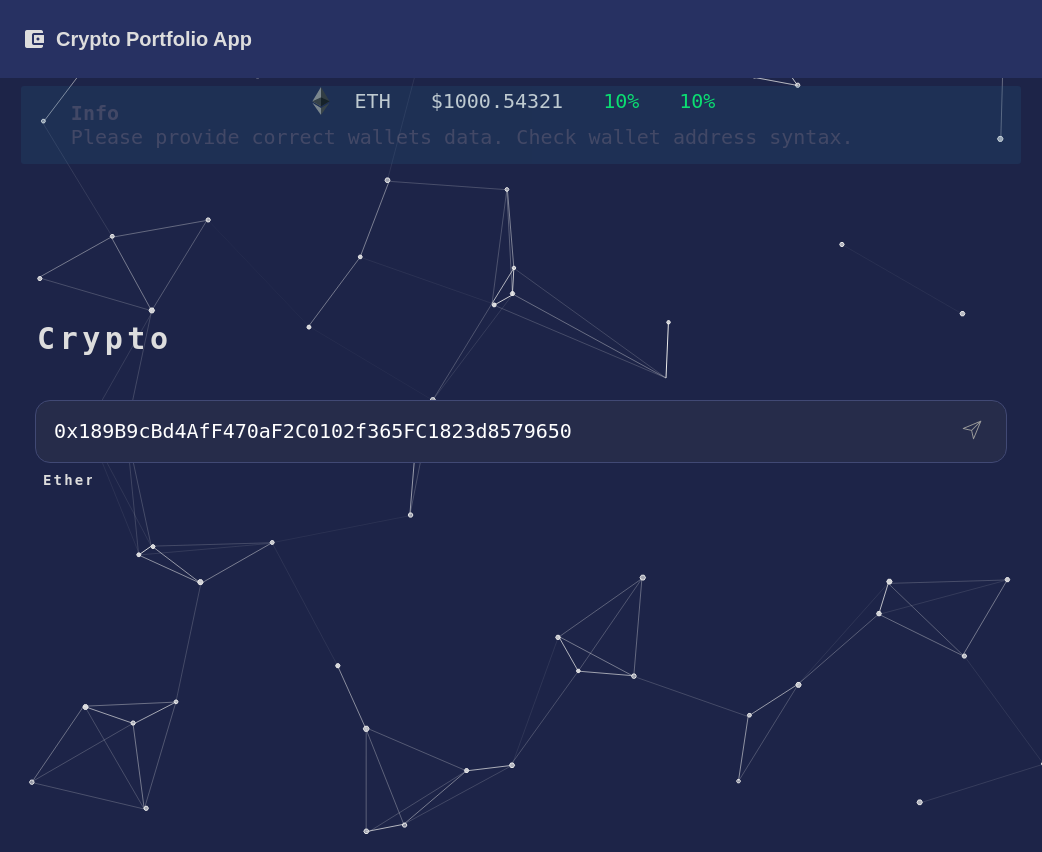 Crypto Portfolio App
ETH $1000.54321 10% 10%
Info
Please provide correct wallets data. Check wallet address syntax.
Crypto
0x189B9cBd4AfF470aF2C0102f365FC1823d8579650
Ether